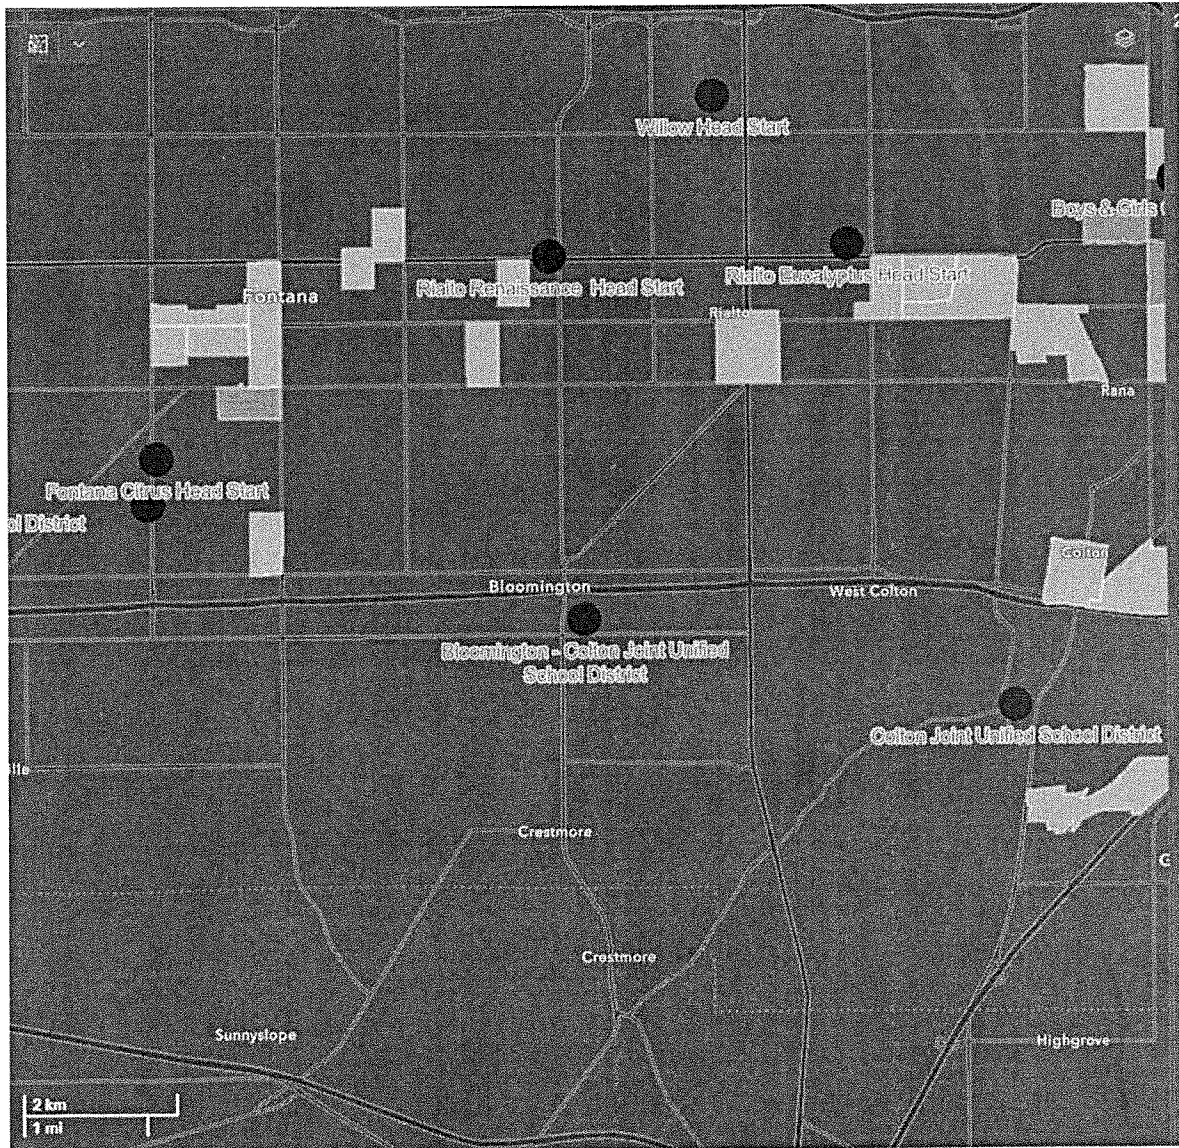 2
Willow Head Start
Boys & Girls
Rialto Eucalyptus Head Start
Rialto Renaissance Head Start
Fontana
Rialto
Rana
Fontana Citrus Head Start
ol District
Colton
Bloomington
West Colton
Bloomington - Colton Joint Unified
School District
Colton Joint Unified School District
Crestmore
G
Crestmore
Sunnyslope
Highgrove
2 km
1 mi